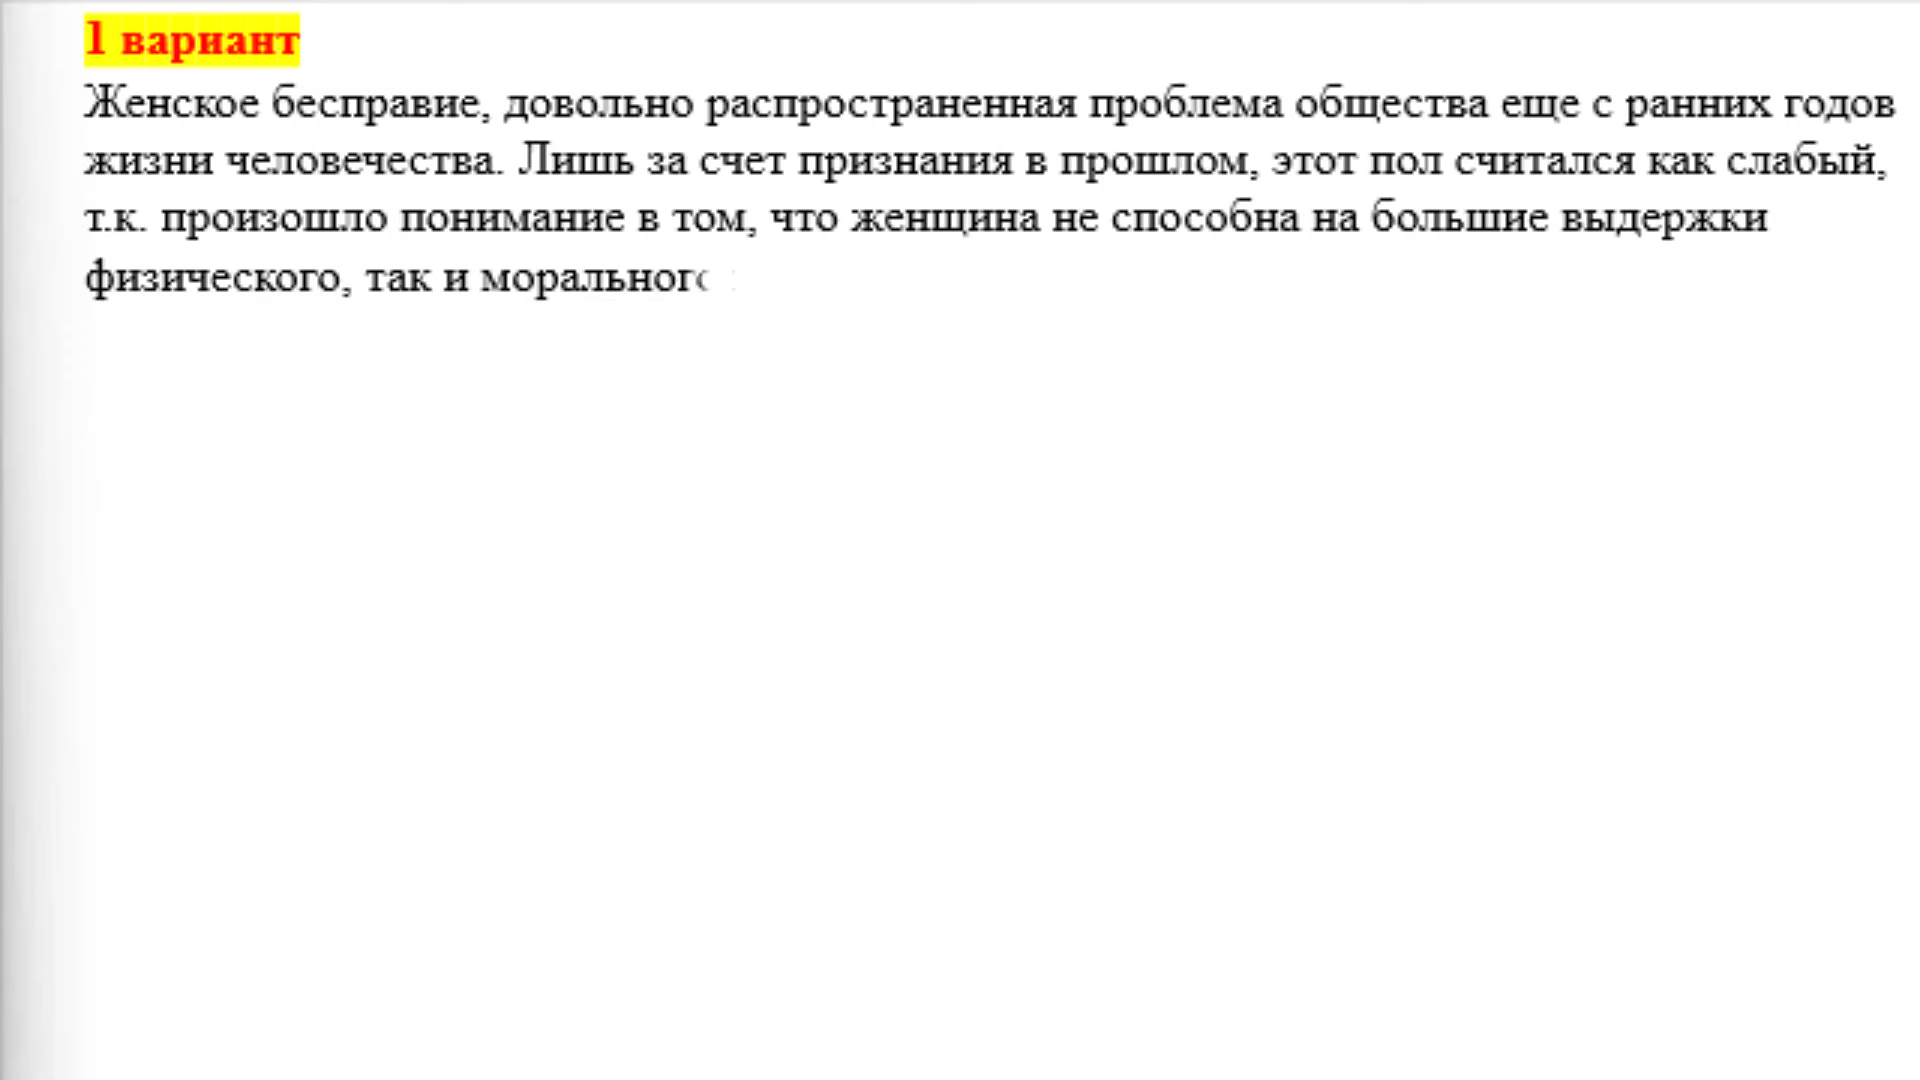 1 вариант
Женское бесправие, довольно распространенная проблема общества еще с ранних годов
жизни человечества. Лишь за счет признания в прошлом, этот пол считался как слабый,
т.к. произошло понимание в том, что женщина не способна на большие выдержки
физического, так и морального